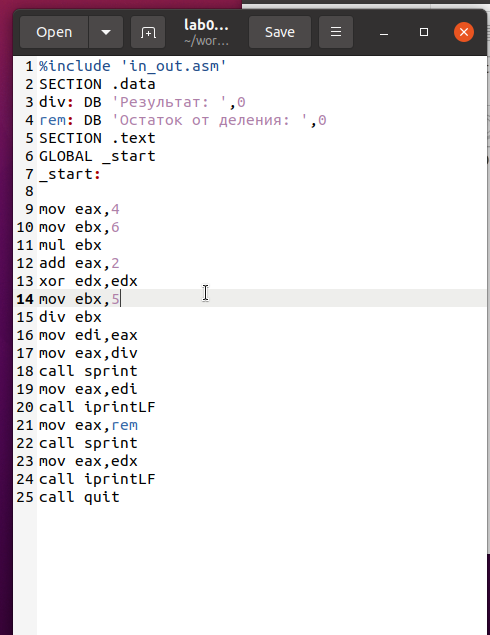 Open
lab0...
~/wor...
Save
1 %include 'in_out.asm'
2 SECTION .data
3 div: DB 'Результат: ',0
4 rem: DB 'Остаток от деления: ',0
5 SECTION .text
6 GLOBAL _start
7 _start:
8
9 mov eax,4
10 mov ebx,6
11 mul ebx
12 add eax,2
13 xor edx,edx
14 mov ebx,5
15 div ebx
16 mov edi,eax
17 mov eax,div
18 call sprint
19 mov eax,edi
20 call iprintLF
21 mov eax,rem
22 call sprint
23 mov eax,edx
24 call iprintLF
25 call quit